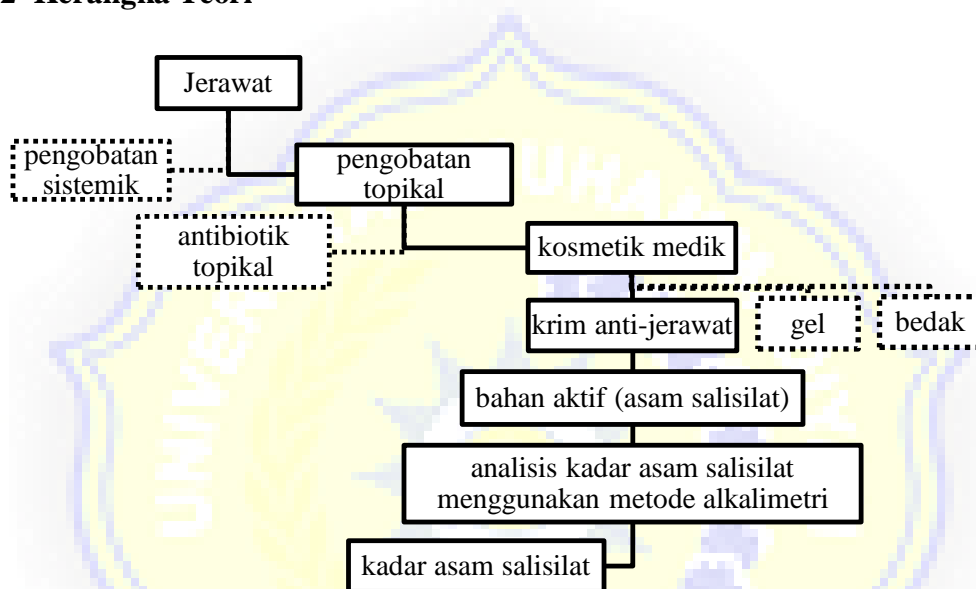 2 Kerangka Teori
Jerawat
pengobatan
sistemik
pengobatan
topikal
antibiotik
topikal
kosmetik medik
krim anti-jerawat
gel
bedak
bahan aktif (asam salisilat)
analisis kadar asam salisilat
menggunakan metode alkalimetri
kadar asam salisilat